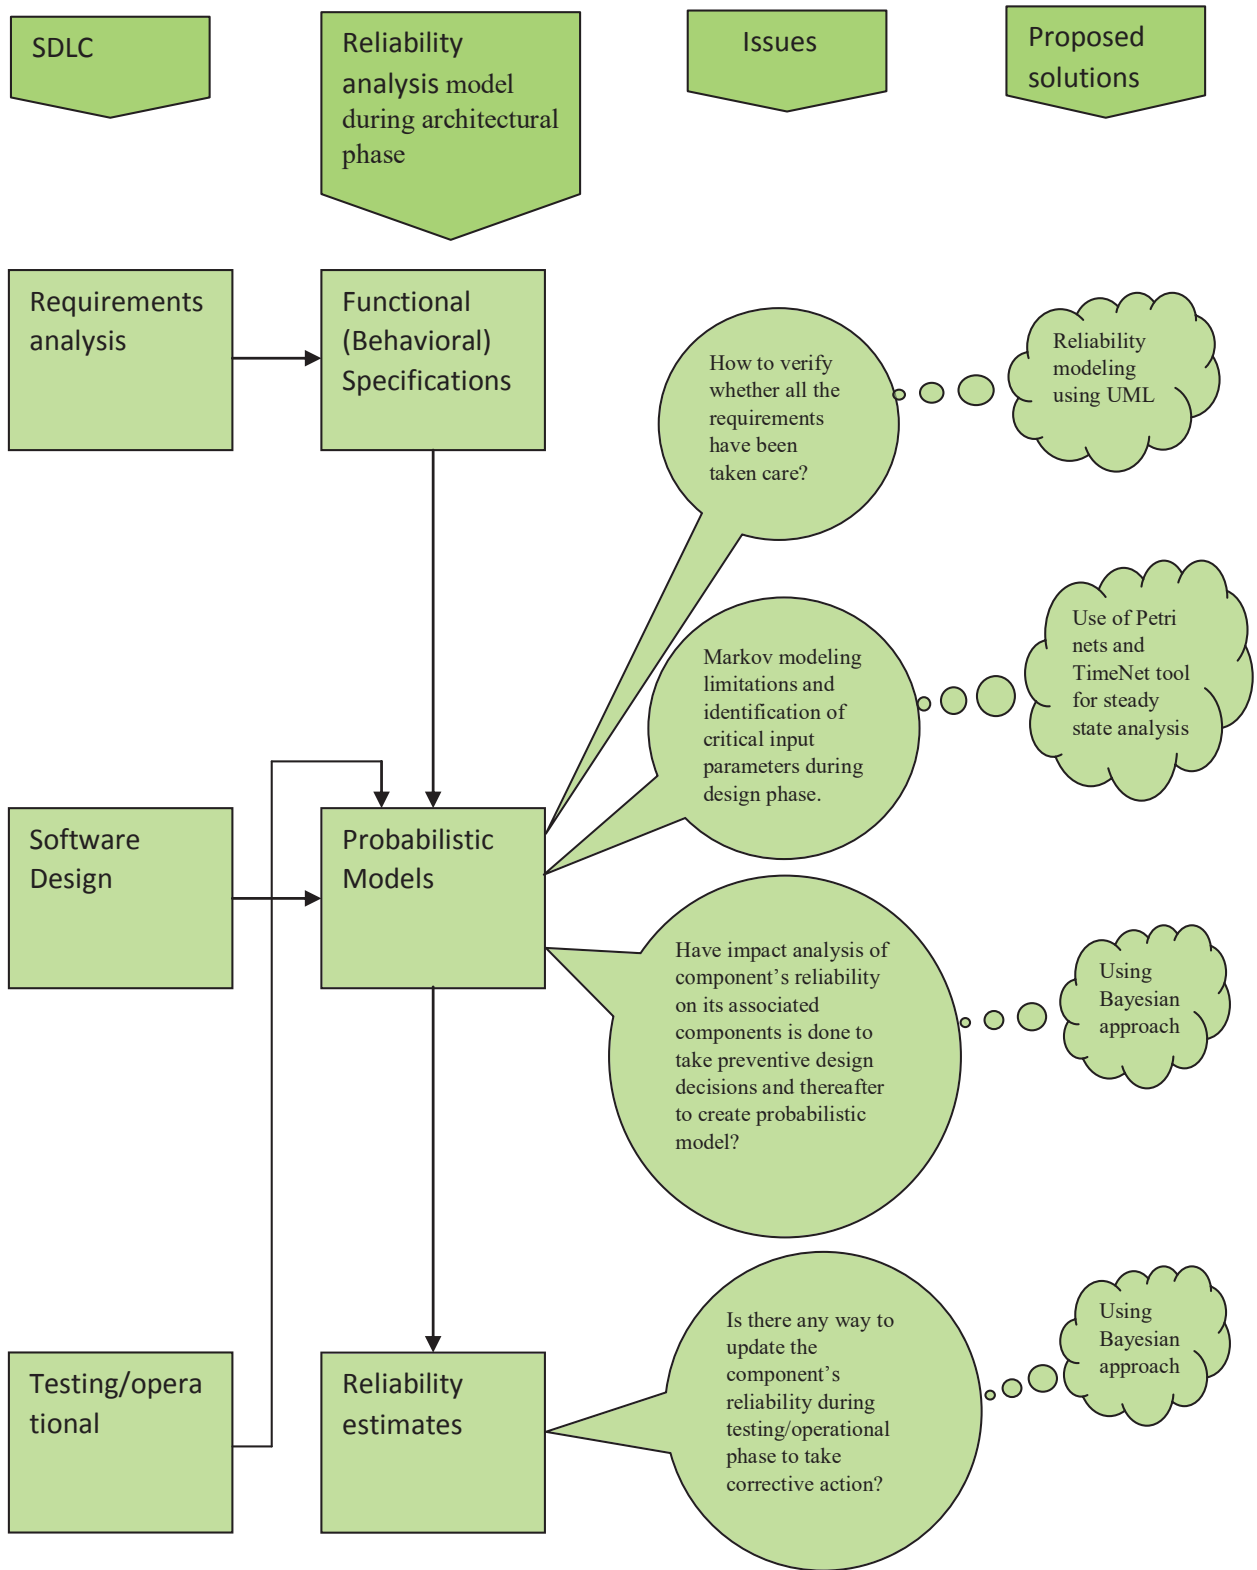 SDLC
Reliability
analysis model
during architectural
phase
Issues
Proposed
solutions
Requirements
analysis
Functional
(Behavioral)
Specifications
How to verify
whether all the
requirements
have been
taken care?
Reliability
modeling
using UML
Markov modeling
limitations and
identification of
critical input
parameters during
design phase.
Use of Petri
nets and
TimeNet tool
for steady
state analysis
Software
Design
Probabilistic
Models
Have impact analysis of
component’s reliability
on its associated
components is done to
take preventive design
decisions and thereafter
to create probabilistic
model?
Using
Bayesian
approach
Testing/opera
tional
Reliability
estimates
Is there any way to
update the
component’s
reliability during
testing/operational
phase to take
corrective action?
Using
Bayesian
approach